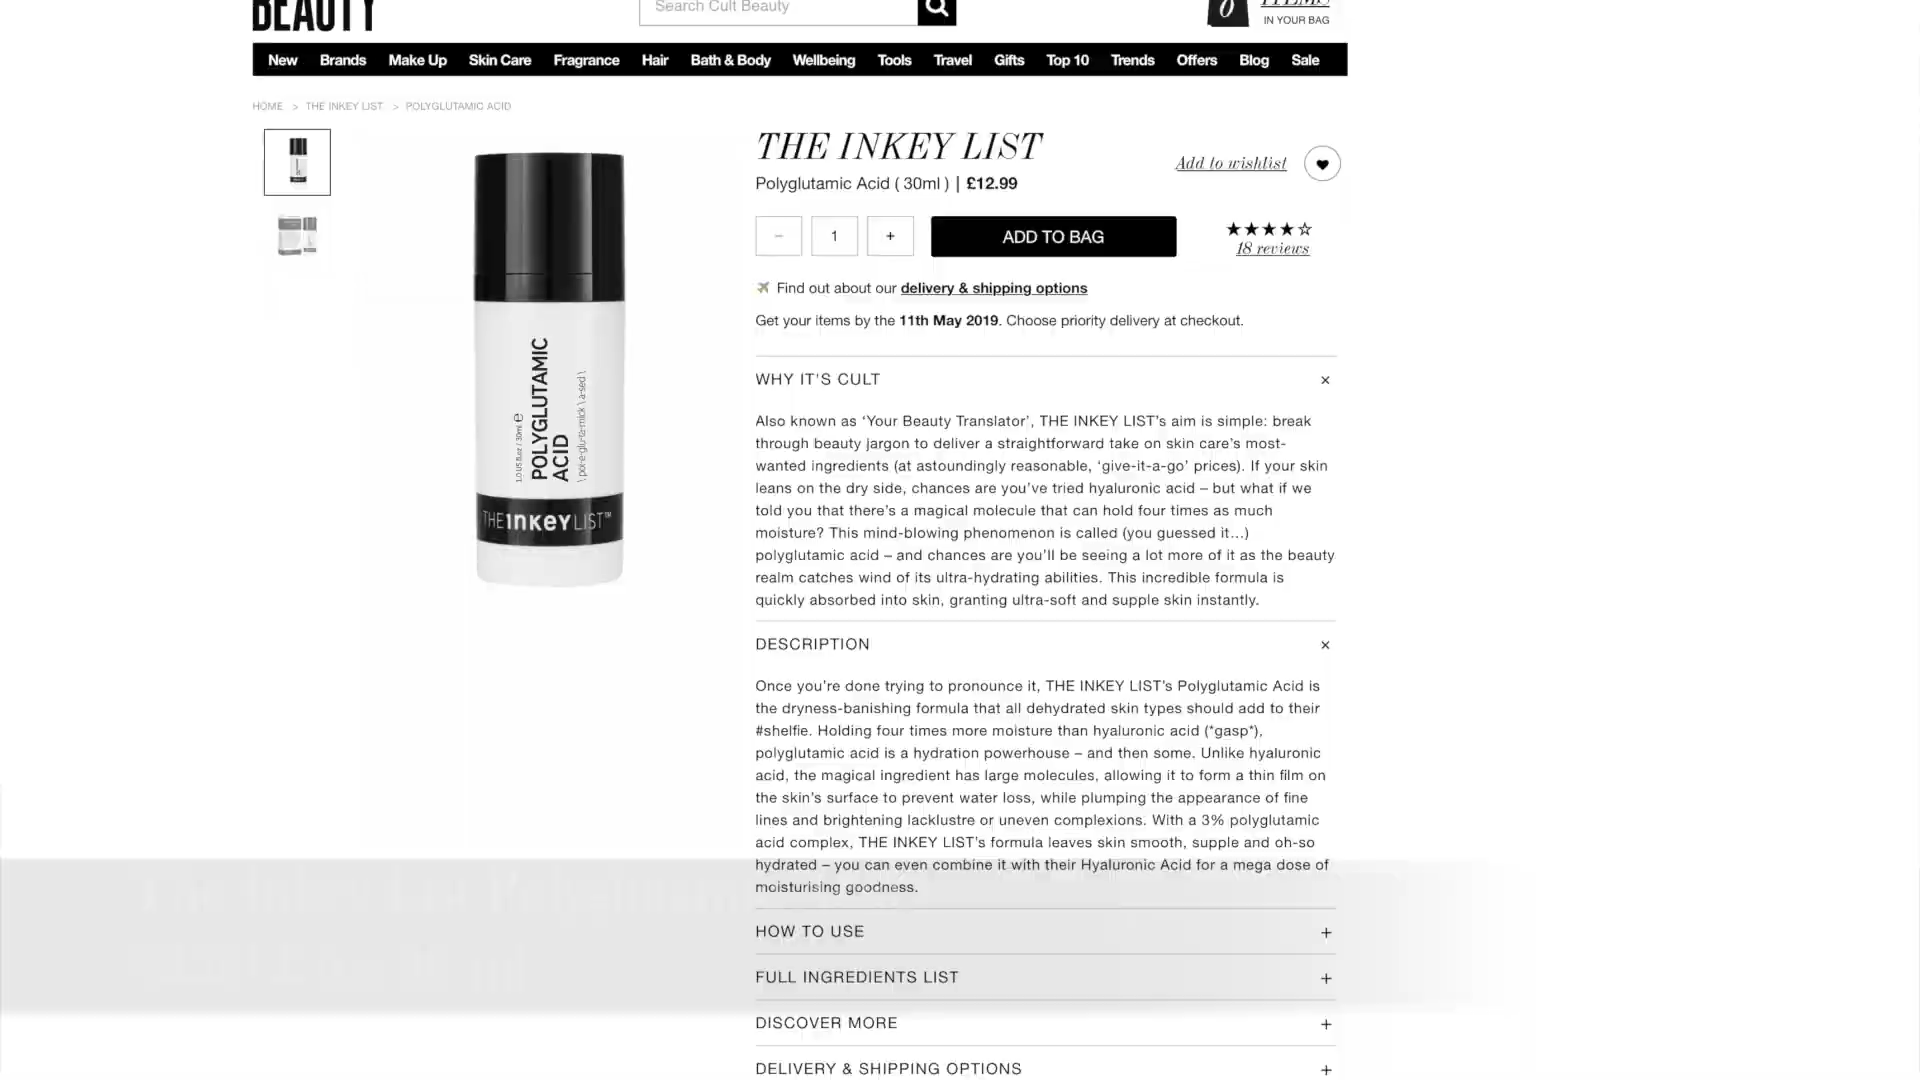 BEAUTY
Search Cult Beauty
0
ITEMS
IN YOUR BAG
New Brands Make Up Skin Care Fragrance Hair Bath & Body Wellbeing Tools Travel Gifts Top 10 Trends Offers Blog Sale
HOME > THE INKEY LIST > POLYGLUTAMIC ACID
THE INKEY LIST
Add to wishlist
Polyglutamic Acid ( 30ml ) | £12.99
− 1 + ADD TO BAG
★★★★☆
18 reviews
Find out about our delivery & shipping options
Get your items by the 11th May 2019. Choose priority delivery at checkout.
1.0 US fl.oz / 30ml ℮
POLYGLUTAMIC
ACID
THE INKEY LIST™
WHY IT'S CULT ×
Also known as ‘Your Beauty Translator’, THE INKEY LIST’s aim is simple: break
through beauty jargon to deliver a straightforward take on skin care’s most-
wanted ingredients (at astoundingly reasonable, ‘give-it-a-go’ prices). If your skin
leans on the dry side, chances are you’ve tried hyaluronic acid – but what if we
told you that there’s a magical molecule that can hold four times as much
moisture? This mind-blowing phenomenon is called (you guessed it…)
polyglutamic acid – and chances are you’ll be seeing a lot more of it as the beauty
realm catches wind of its ultra-hydrating abilities. This incredible formula is
quickly absorbed into skin, granting ultra-soft and supple skin instantly.
DESCRIPTION ×
Once you’re done trying to pronounce it, THE INKEY LIST’s Polyglutamic Acid is
the dryness-banishing formula that all dehydrated skin types should add to their
#shelfie. Holding four times more moisture than hyaluronic acid (*gasp*),
polyglutamic acid is a hydration powerhouse – and then some. Unlike hyaluronic
acid, the magical ingredient has large molecules, allowing it to form a thin film on
the skin’s surface to prevent water loss, while plumping the appearance of fine
lines and brightening lacklustre or uneven complexions. With a 3% polyglutamic
acid complex, THE INKEY LIST’s formula leaves skin smooth, supple and oh-so
hydrated – you can even combine it with their Hyaluronic Acid for a mega dose of
moisturising goodness.
HOW TO USE +
FULL INGREDIENTS LIST +
DISCOVER MORE +
DELIVERY & SHIPPING OPTIONS +